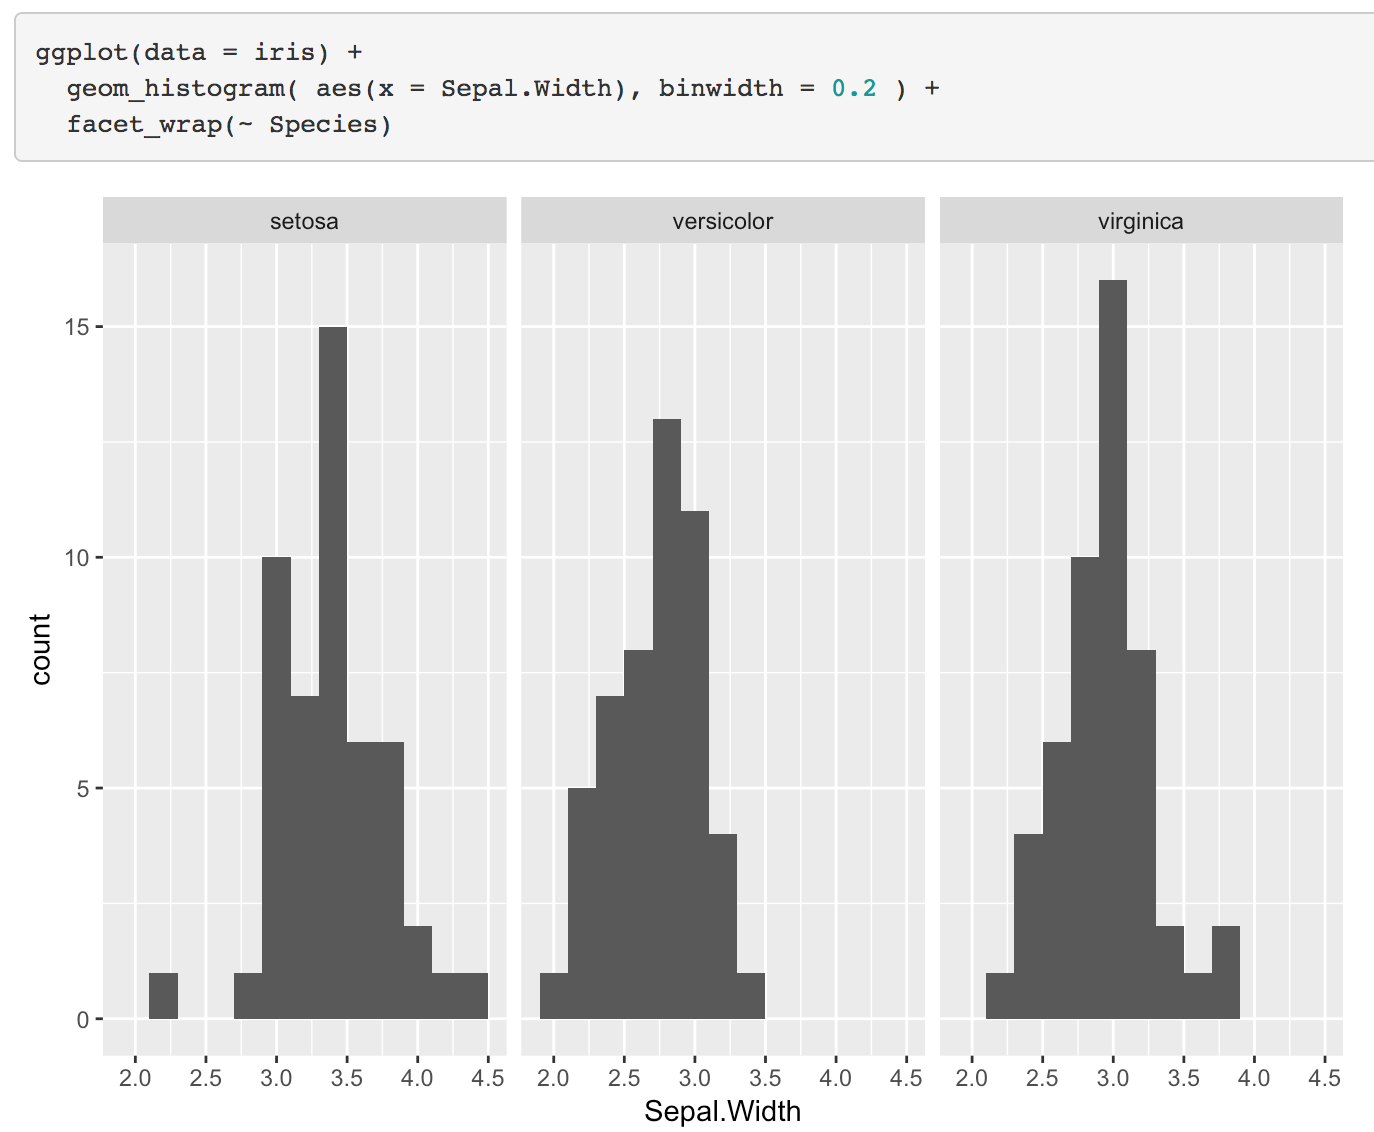 ggplot(data = iris) +
  geom_histogram( aes(x = Sepal.Width), binwidth = 0.2 ) +
  facet_wrap(~ Species)
setosa versicolor virginica
15
10
5
0
count
2.0 2.5 3.0 3.5 4.0 4.5 2.0 2.5 3.0 3.5 4.0 4.5 2.0 2.5 3.0 3.5 4.0 4.5
Sepal.Width